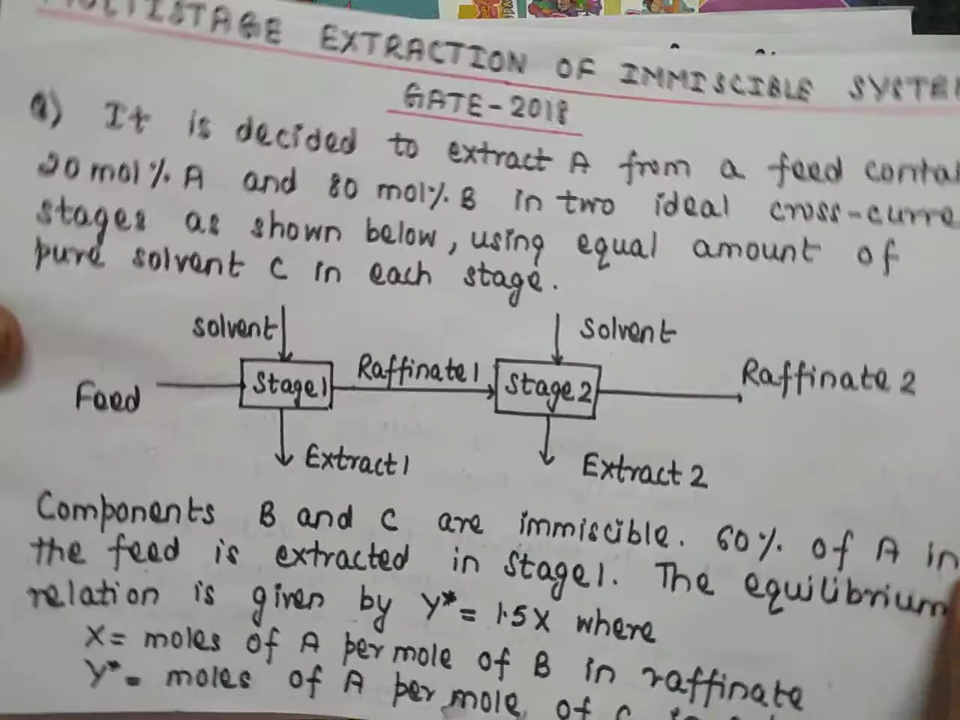 MULTISTAGE EXTRACTION OF IMMISCIBLE
GATE-2018
Q) It is decided to extract A from a feed
20 mol% A and 80 mol% B in two ideal
stages as shown below, using equal amount of
pure solvent C in each stage.
solvent Solvent
Feed Stage1 Raffinate1 Stage2 Raffinate 2
Extract1 Extract 2
Components B and C are immiscible. 60% of A in
the feed is extracted in stage1. The equilibrium
relation is given by Y*= 1.5X where
X= moles of A per mole of B in raffinate
Y*= moles of A per mole of C